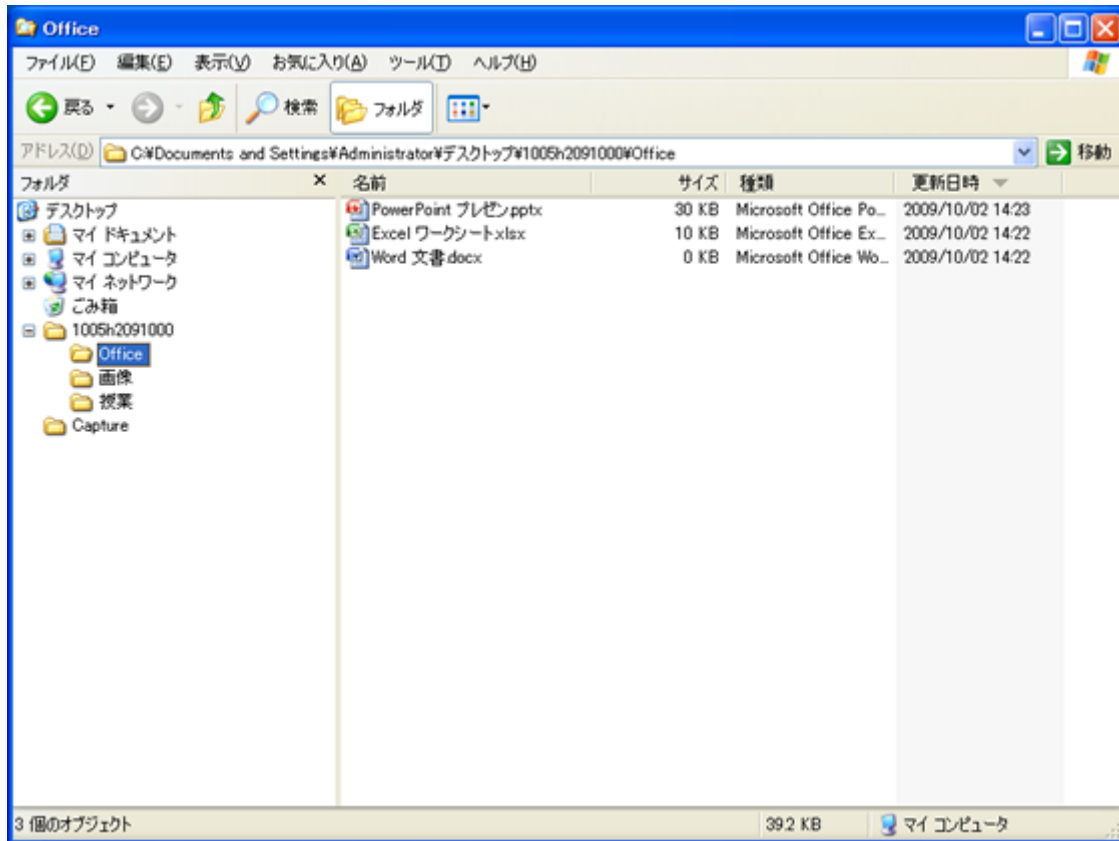 Office
ファイル(F) 編集(E) 表示(V) お気に入り(A) ツール(T) ヘルプ(H)
戻る 検索 フォルダ
アドレス(D) C:¥Documents and Settings¥Administrator¥デスクトップ¥1005h2091000¥Office 移動
フォルダ × 名前 サイズ 種類 更新日時
デスクトップ PowerPoint プレゼン.pptx 30 KB Microsoft Office Po... 2009/10/02 14:23
マイ ドキュメント Excel ワークシート.xlsx 10 KB Microsoft Office Ex... 2009/10/02 14:22
マイ コンピュータ Word 文書.docx 0 KB Microsoft Office Wo... 2009/10/02 14:22
マイ ネットワーク
ごみ箱
1005h2091000
Office
画像
授業
Capture
3 個のオブジェクト 39.2 KB マイ コンピュータ